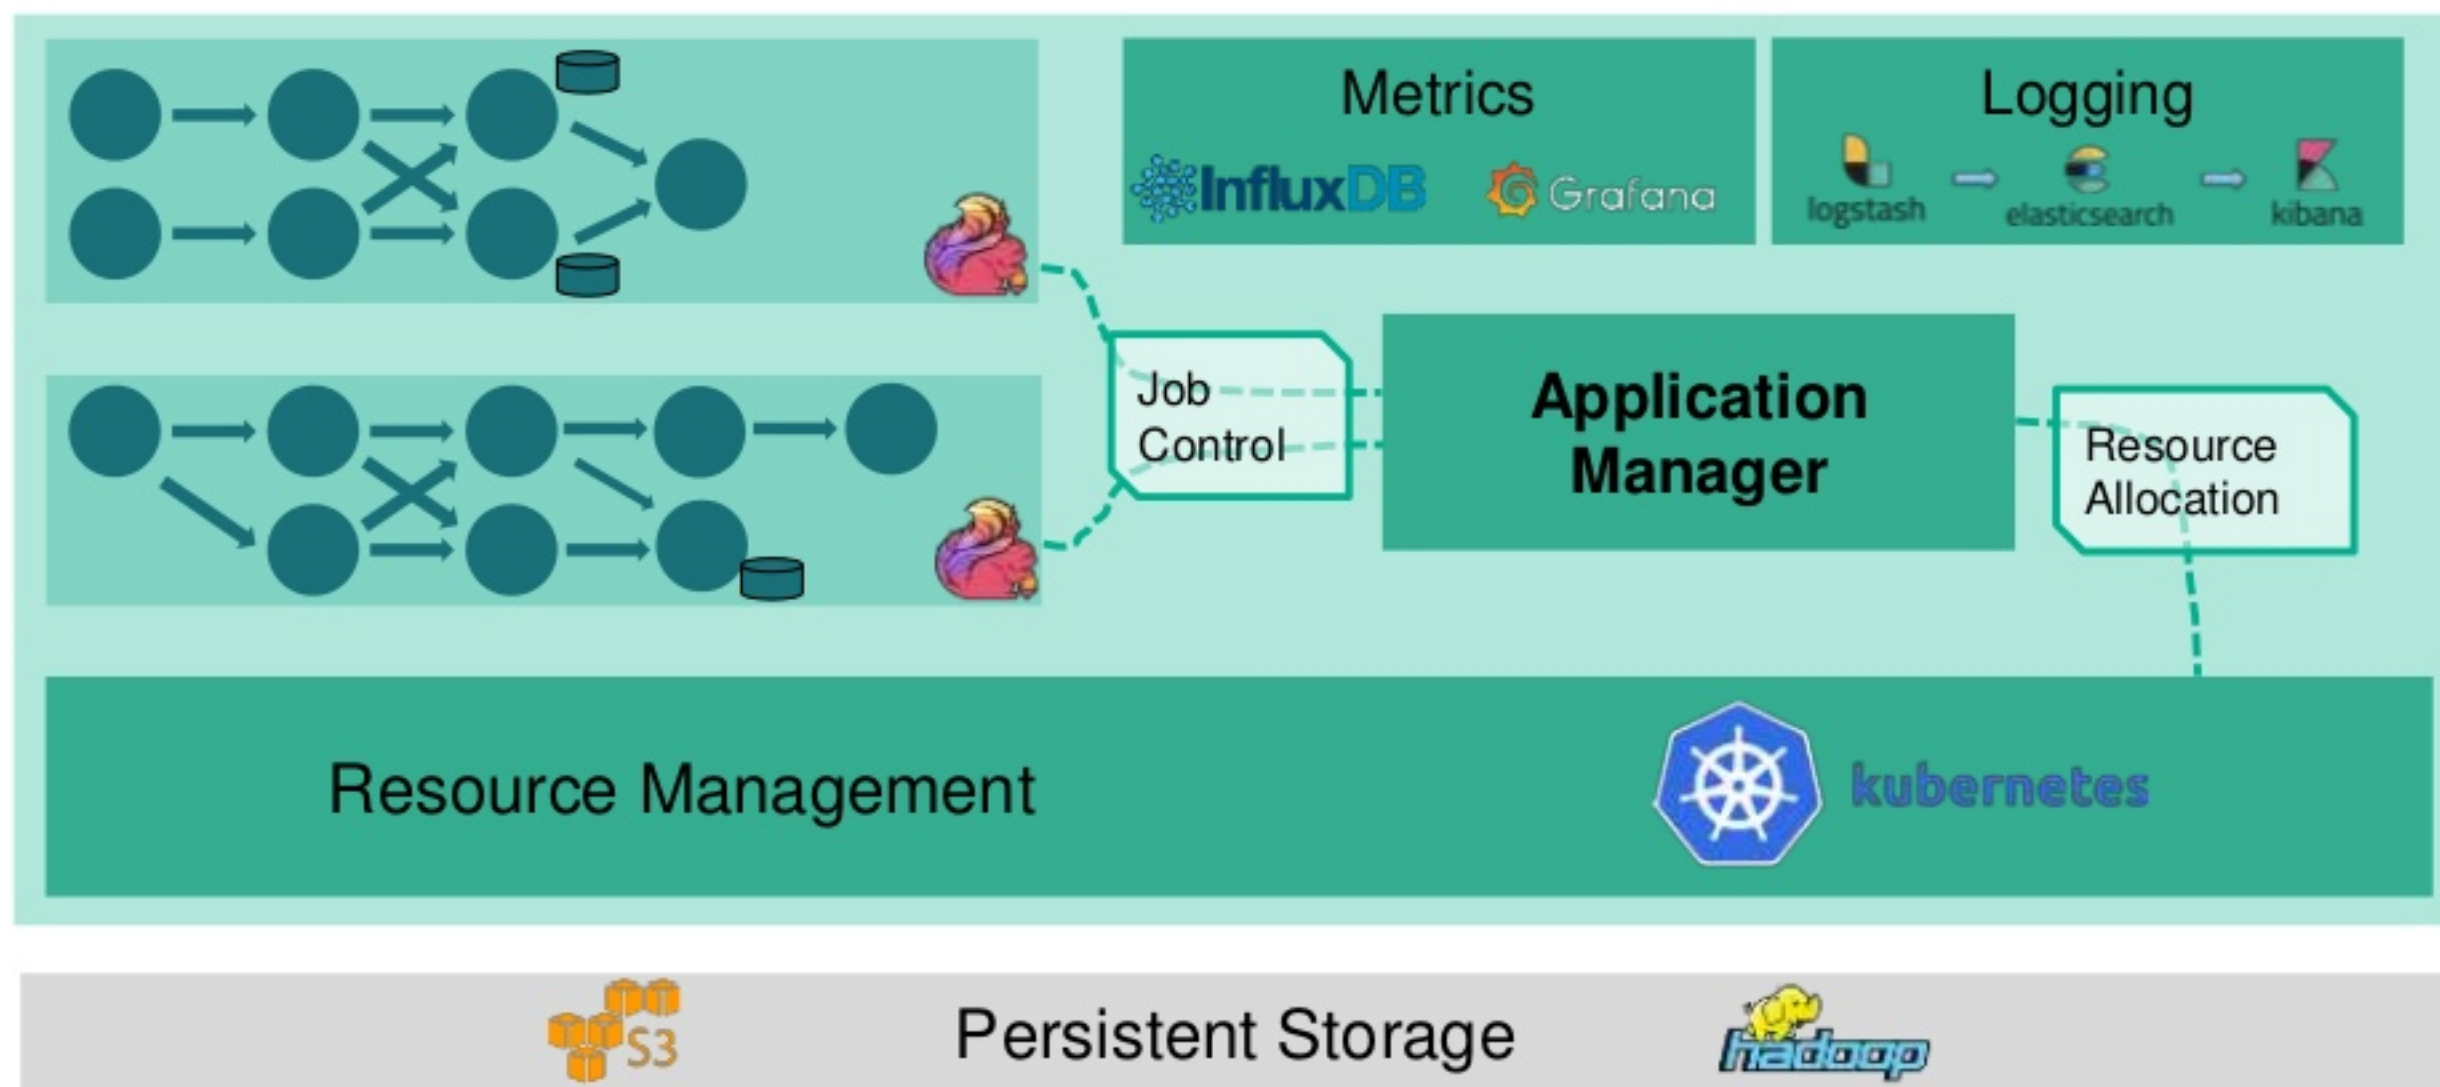 Metrics
InfluxDB
Grafana
Logging
logstash
elasticsearch
kibana
Job
Control
Application
Manager
Resource
Allocation
Resource Management
kubernetes
S3
Persistent Storage
hadoop